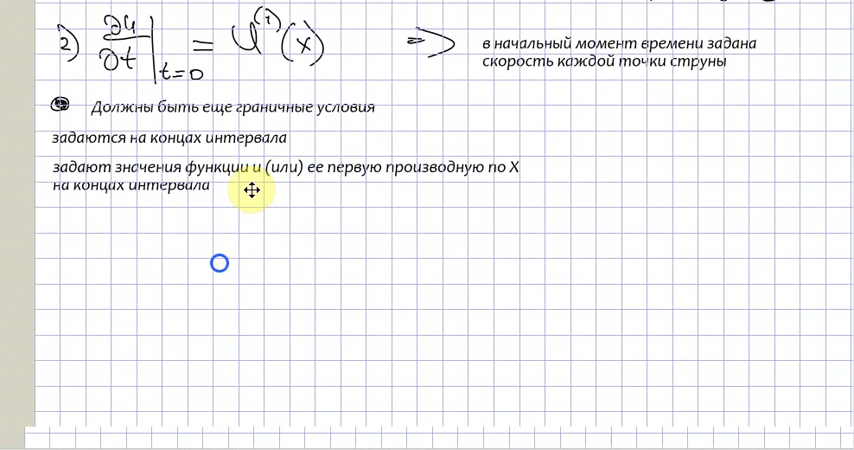 2) ∂u/∂t |t=0 = U⁽¹⁾(x) =>
в начальный момент времени задана
скорость каждой точки струны
Должны быть еще граничные условия
задаются на концах интервала
задают значения функции и (или) ее первую производную по X
на концах интервала